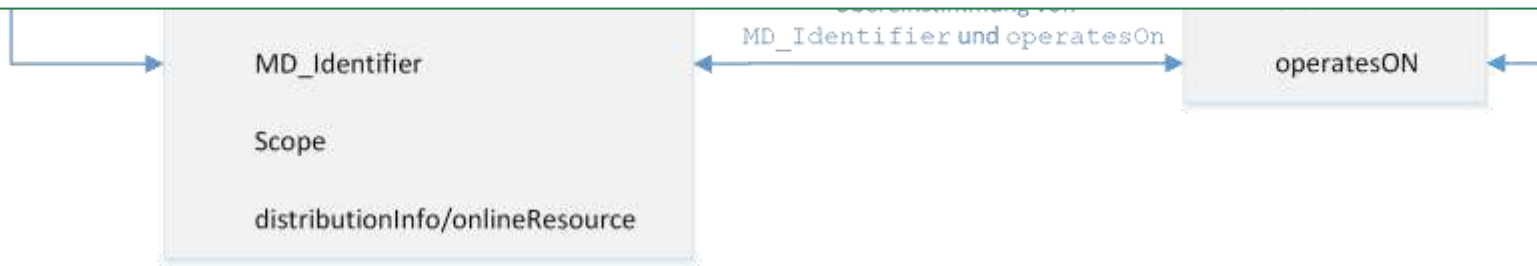 MD_Identifier und operatesOn
MD_Identifier
operatesON
Scope
distributionInfo/onlineResource